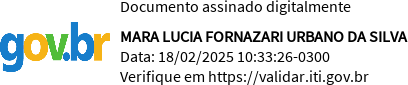 Documento assinado digitalmente
gov.br
MARA LUCIA FORNAZARI URBANO DA SILVA
Data: 18/02/2025 10:33:26-0300
Verifique em https://validar.iti.gov.br